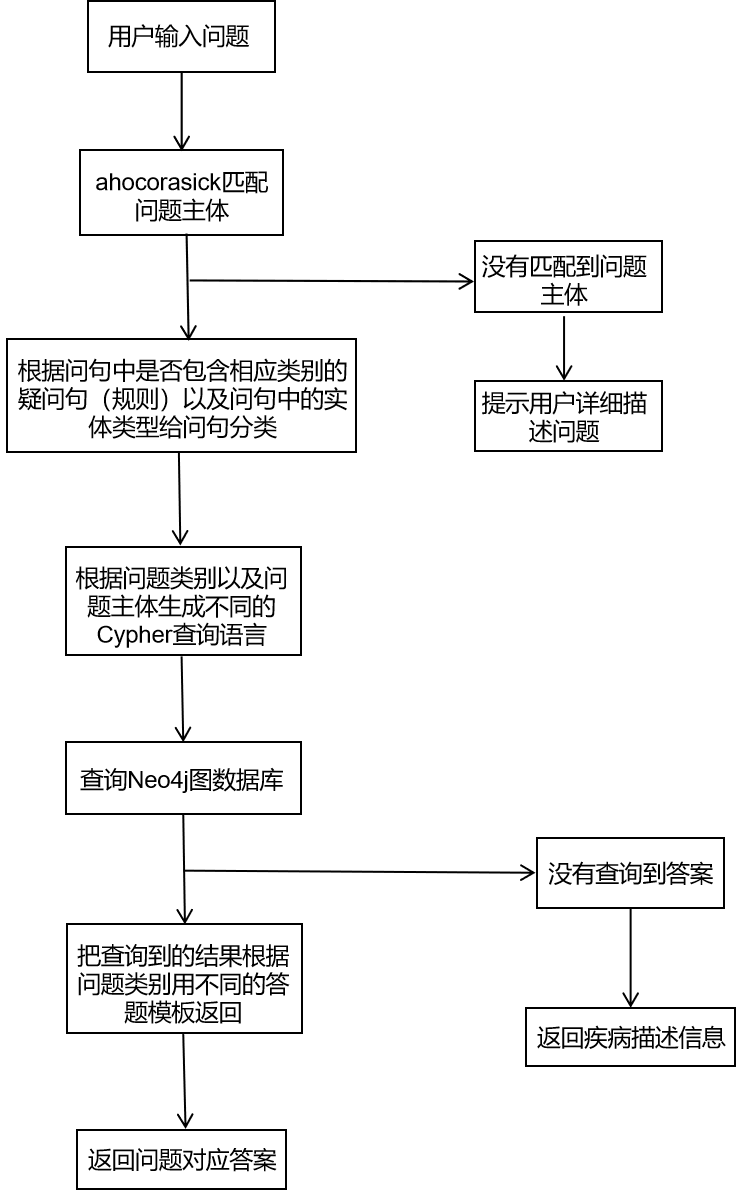 用户输入问题
ahocorasick匹配
问题主体
没有匹配到问题
主体
根据问句中是否包含相应类别的
疑问句（规则）以及问句中的实
体类型给问句分类
提示用户详细描
述问题
根据问题类别以及问
题主体生成不同的
Cypher查询语言
查询Neo4j图数据库
没有查询到答案
把查询到的结果根据
问题类别用不同的答
题模板返回
返回疾病描述信息
返回问题对应答案